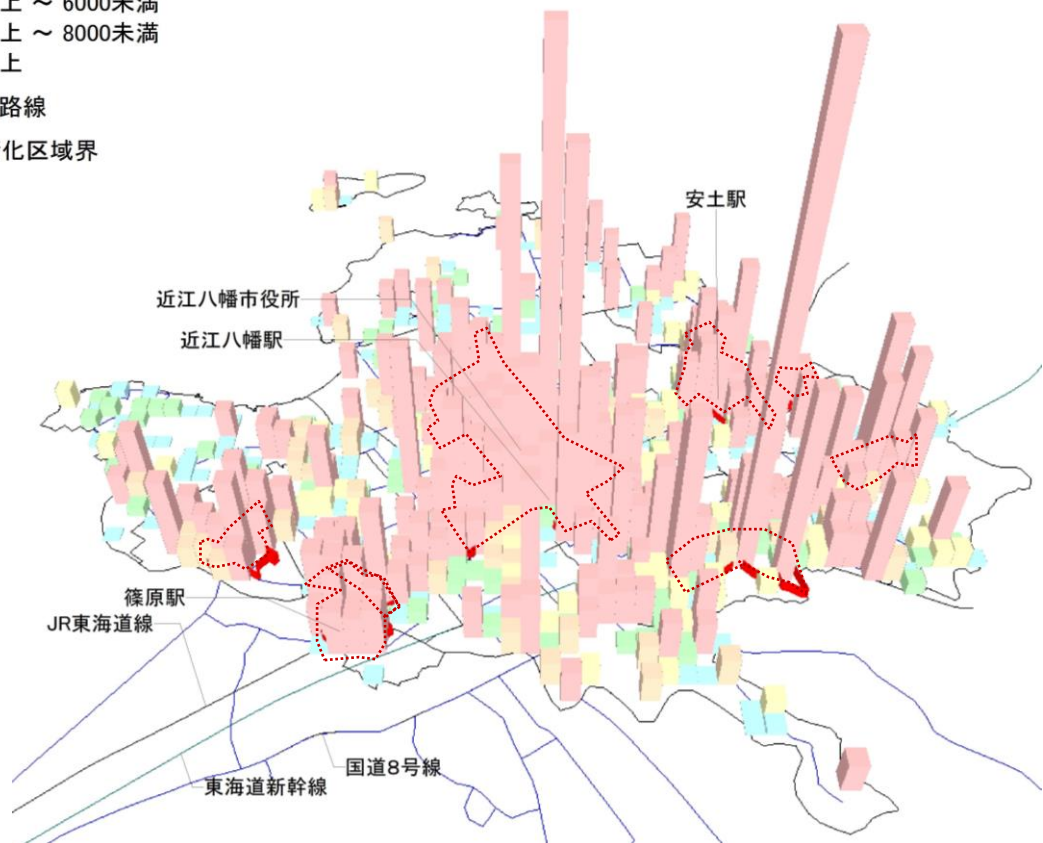 上 ～ 6000未満
上 ～ 8000未満
上
路線
化区域界
安土駅
近江八幡市役所
近江八幡駅
篠原駅
JR東海道線
国道8号線
東海道新幹線